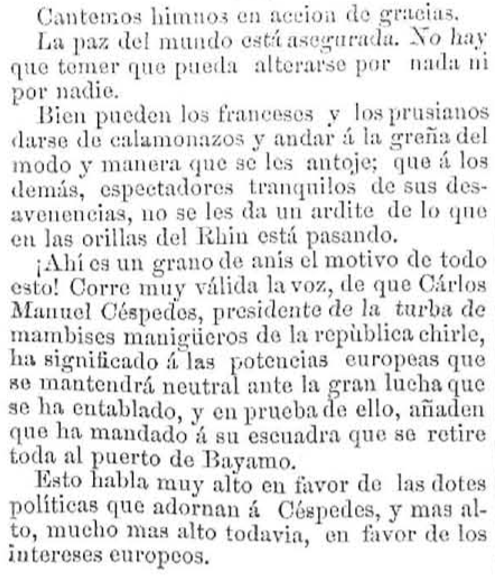 Cantemos himnos en accion de gracias.
La paz del mundo está asegurada. No hay
que temer que pueda alterarse por nada ni
por nadie.
Bien pueden los franceses y los prusianos
darse de calamonazos y andar á la greña del
modo y manera que se les antoje; que á los
demás, espectadores tranquilos de sus des-
avenencias, no se les da un ardite de lo que
en las orillas del Rhin está pasando.
¡Ahí es un grano de anis el motivo de todo
esto! Corre muy válida la voz, de que Cárlos
Manuel Céspedes, presidente de la turba de
mambises manigüeros de la repùblica chirle,
ha significado á las potencias europeas que
se mantendrá neutral ante la gran lucha que
se ha entablado, y en prueba de ello, añaden
que ha mandado á su escuadra que se retire
toda al puerto de Bayamo.
Esto habla muy alto en favor de las dotes
políticas que adornan á Céspedes, y mas al-
to, mucho mas alto todavia, en favor de los
intereses europeos.